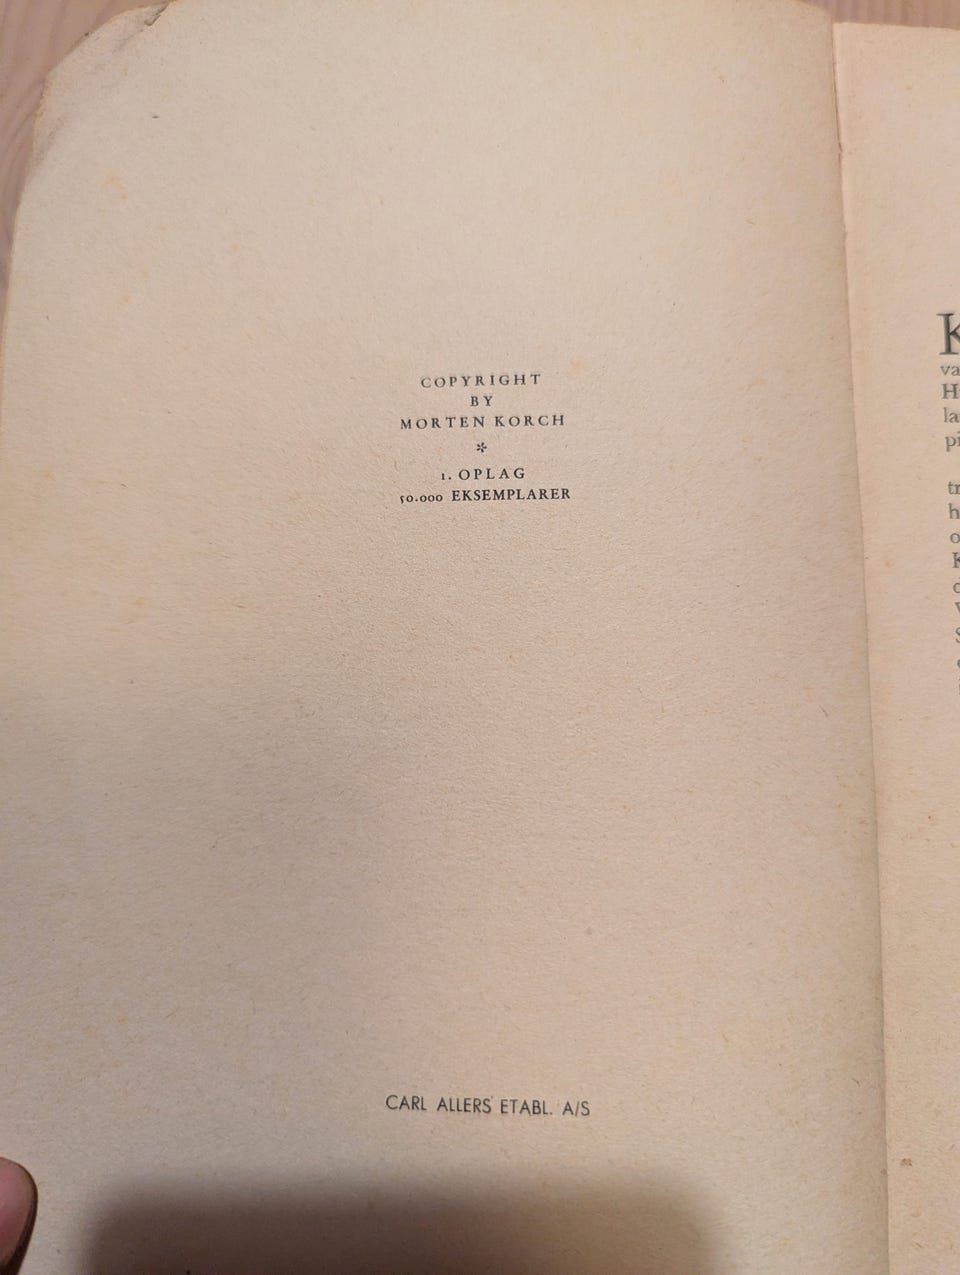 COPYRIGHT
BY
MORTEN KORCH
*
1. OPLAG
50.000 EKSEMPLARER
CARL ALLERS ETABL. A/S